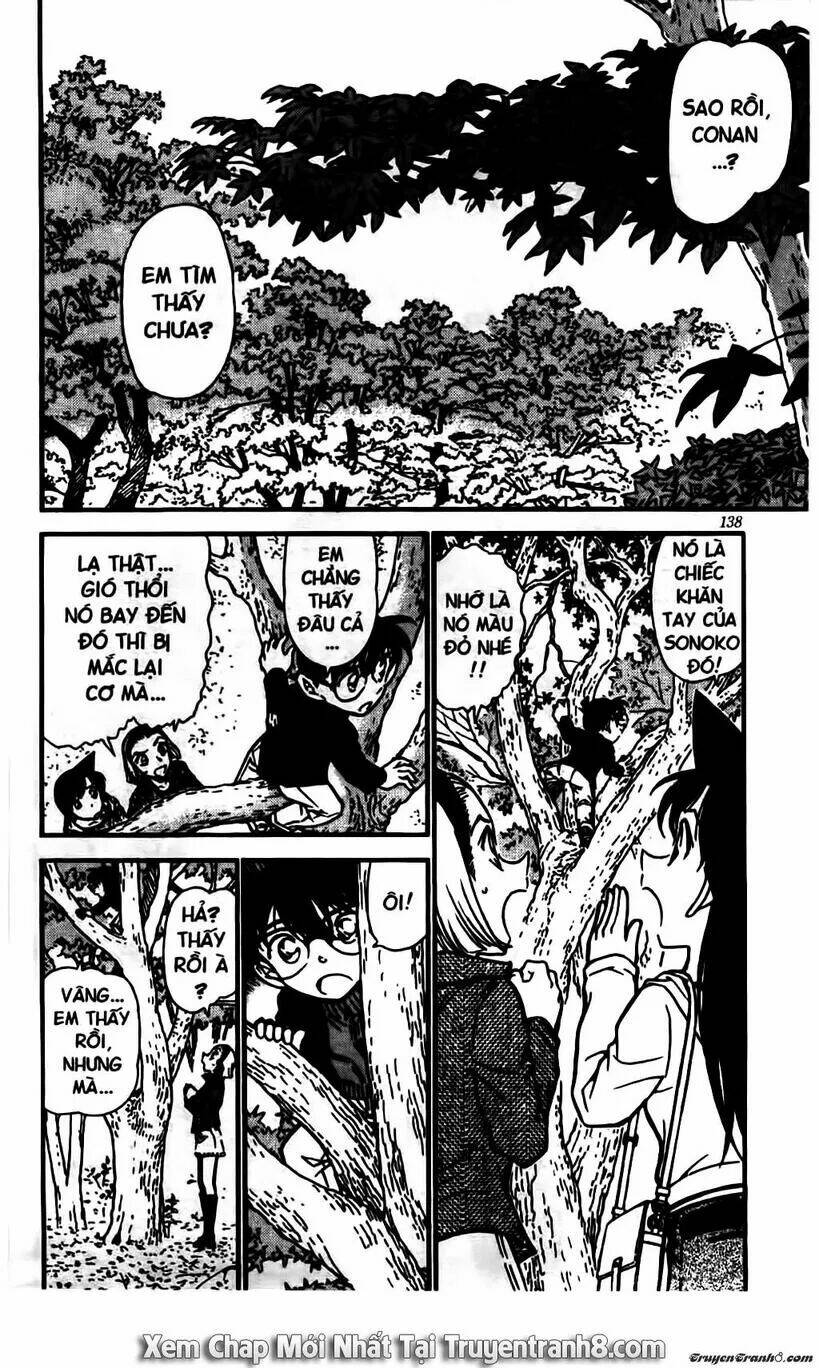 SAO RỒI,
CONAN
...?
EM TÌM
THẤY
CHƯA?
138
NÓ LÀ
CHIẾC
KHĂN
TAY CỦA
SONOKO
ĐÓ!
NHỚ LÀ
NÓ MÀU
ĐỎ NHÉ
!!
EM
CHẲNG
THẤY
ĐÂU CẢ
...
LẠ THẬT...
GIÓ THỔI
NÓ BAY ĐẾN
ĐÓ THÌ BỊ
MẮC LẠI
CƠ MÀ...
ÔI!
HẢ?
THẤY
RỒI À
?
VÂNG...
EM THẤY
RỒI,
NHƯNG
MÀ...
Xem Chap Mới Nhất Tại Truyentranh8.com
TruyenTranh8.com